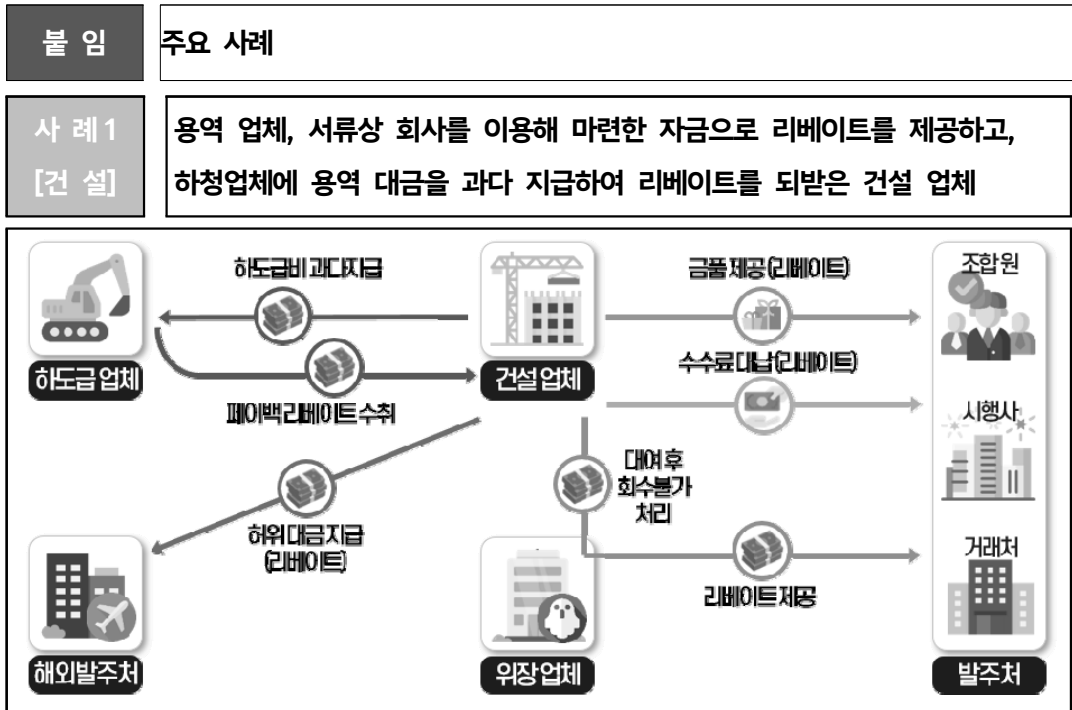 붙 임
주요 사례
사 례1
[건 설]
용역 업체, 서류상 회사를 이용해 마련한 자금으로 리베이트를 제공하고,
하청업체에 용역 대금을 과다 지급하여 리베이트를 되받은 건설 업체
하도급비 과다지급
금품 제공(리베이트)
조합원
하도급 업체
건설 업체
수수료 대납(리베이트)
페이백 리베이트 수취
시행사
대여 후
회수불가
처리
허위 대금 지급
(리베이트)
거래처
리베이트 제공
해외발주처
위장 업체
발주처